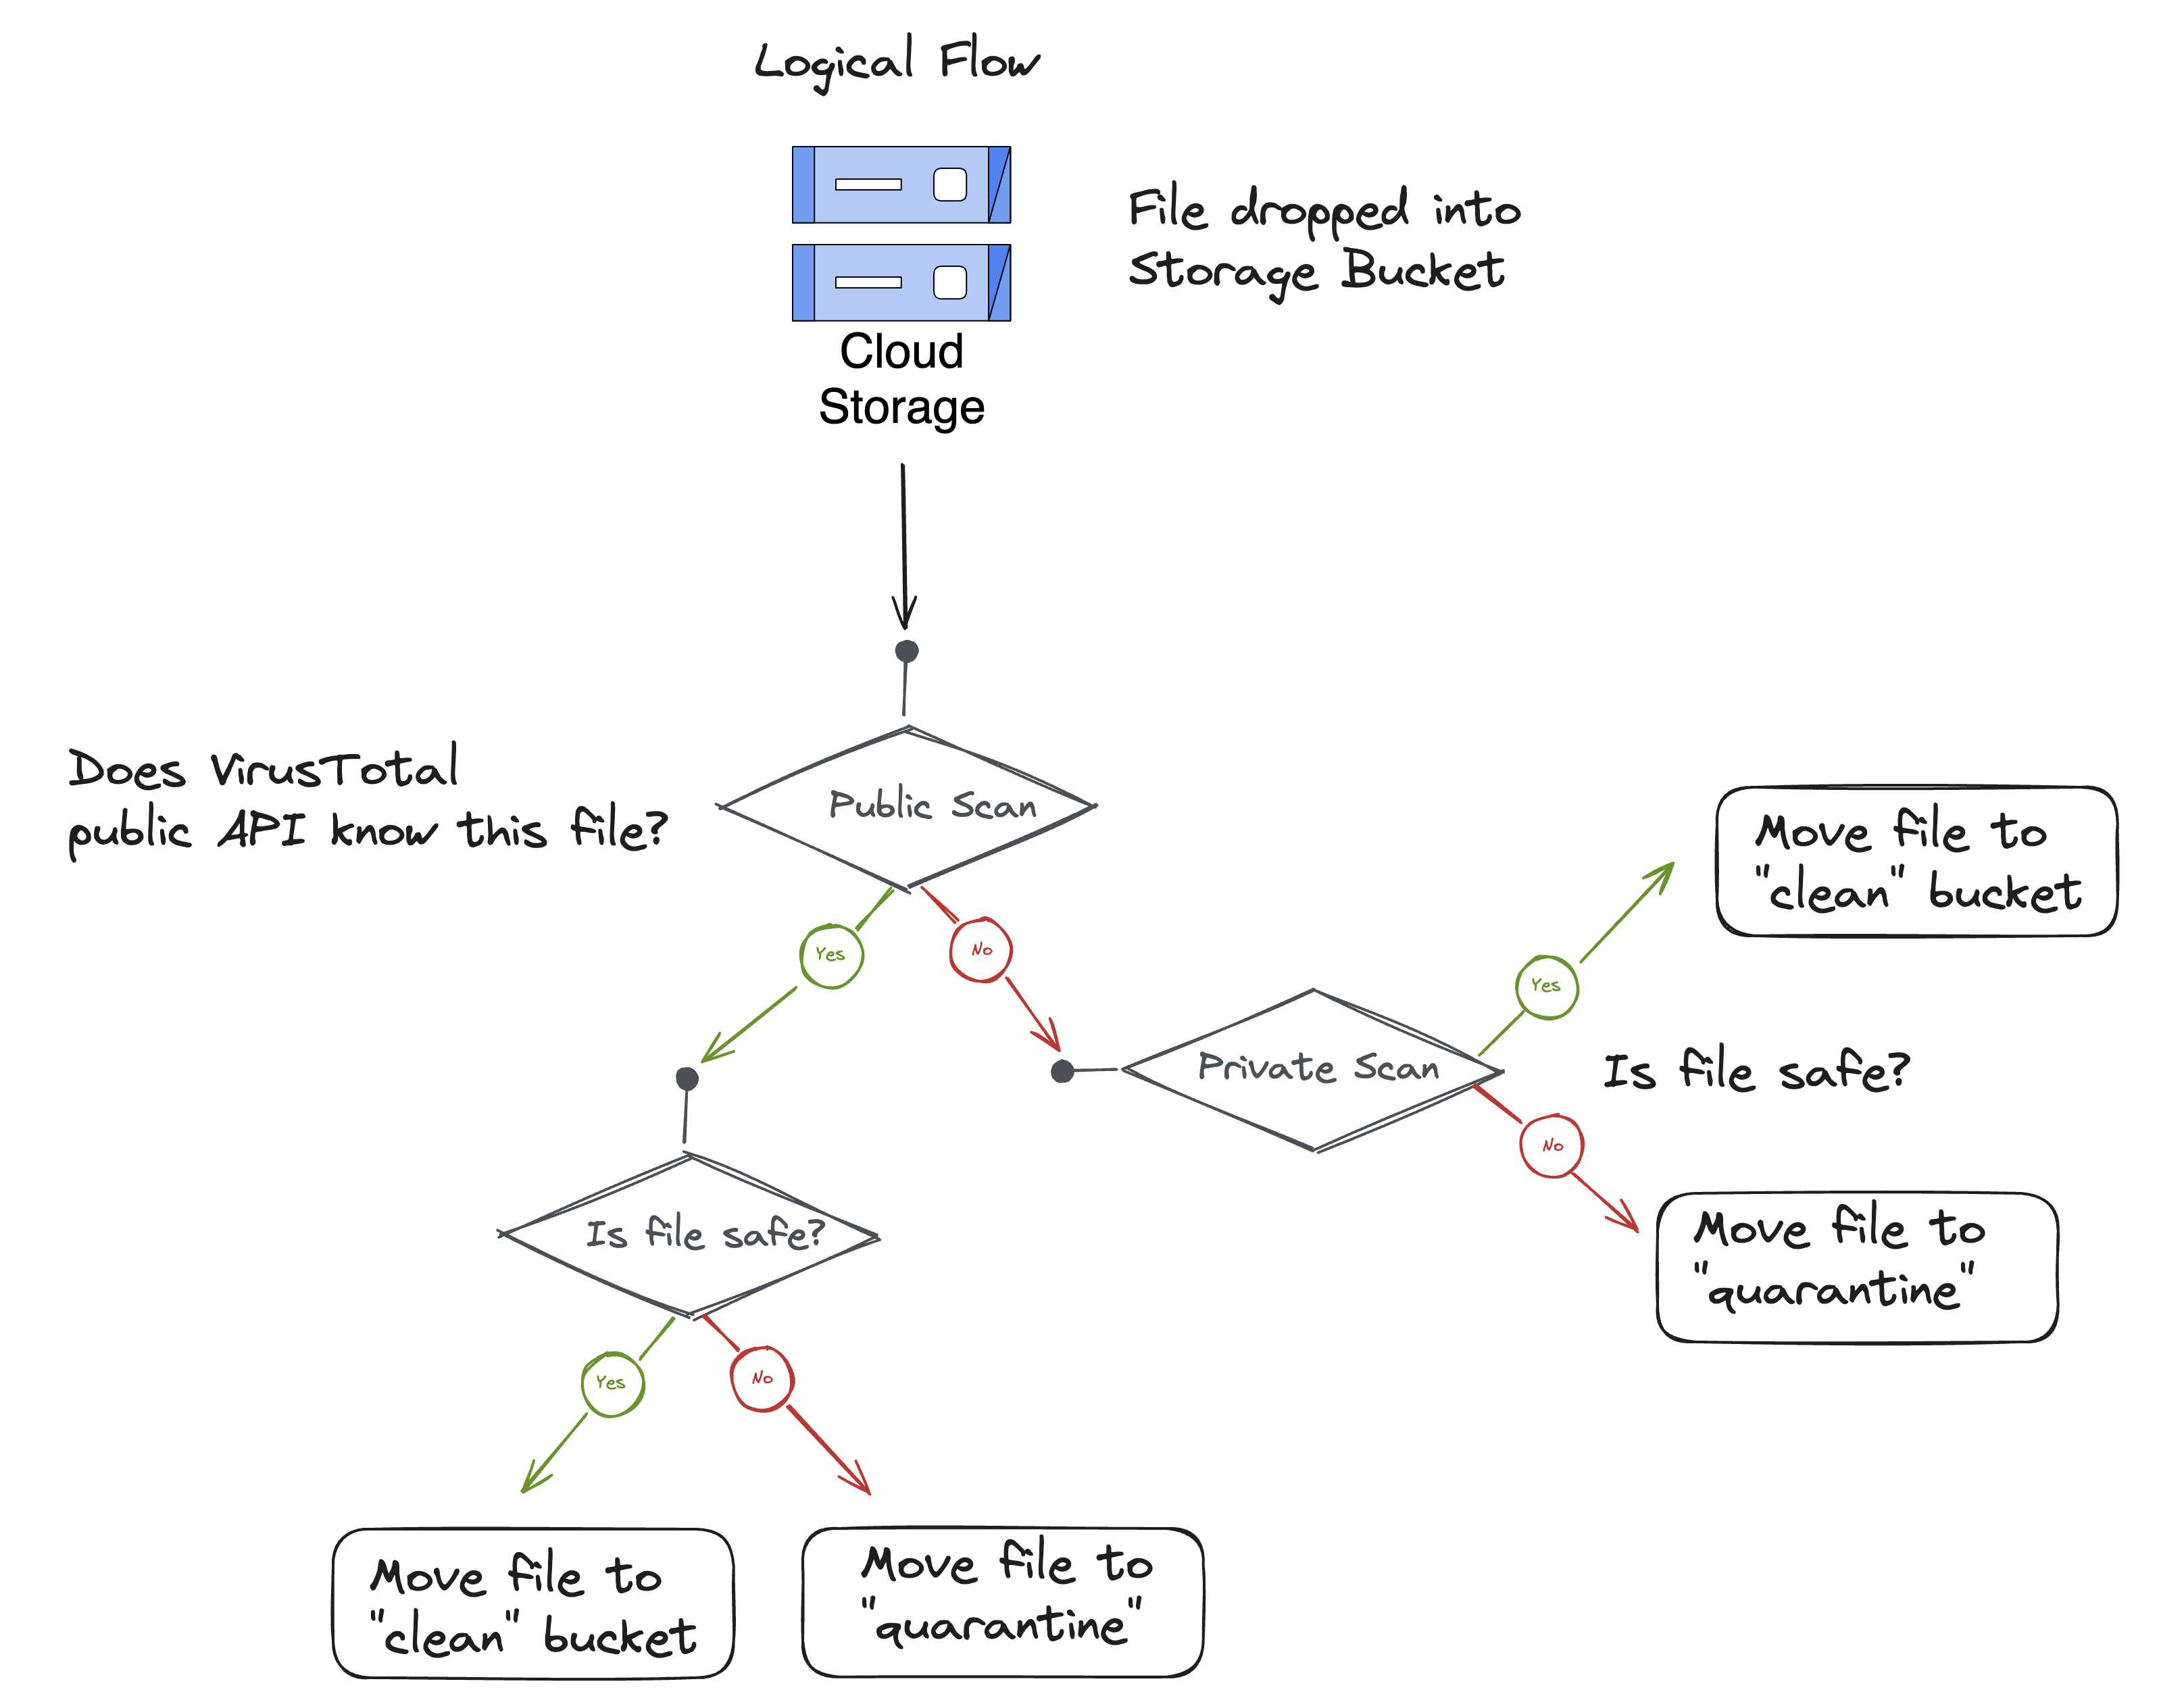 Logical Flow
File dropped into
Storage Bucket
Cloud
Storage
Does VirusTotal
public API know this file?
Public Scan
Yes
No
Move file to
"clean" bucket
Yes
Private Scan
Is file safe?
No
Move file to
"quarantine"
Is file safe?
Yes
No
Move file to
"clean" bucket
Move file to
"quarantine"